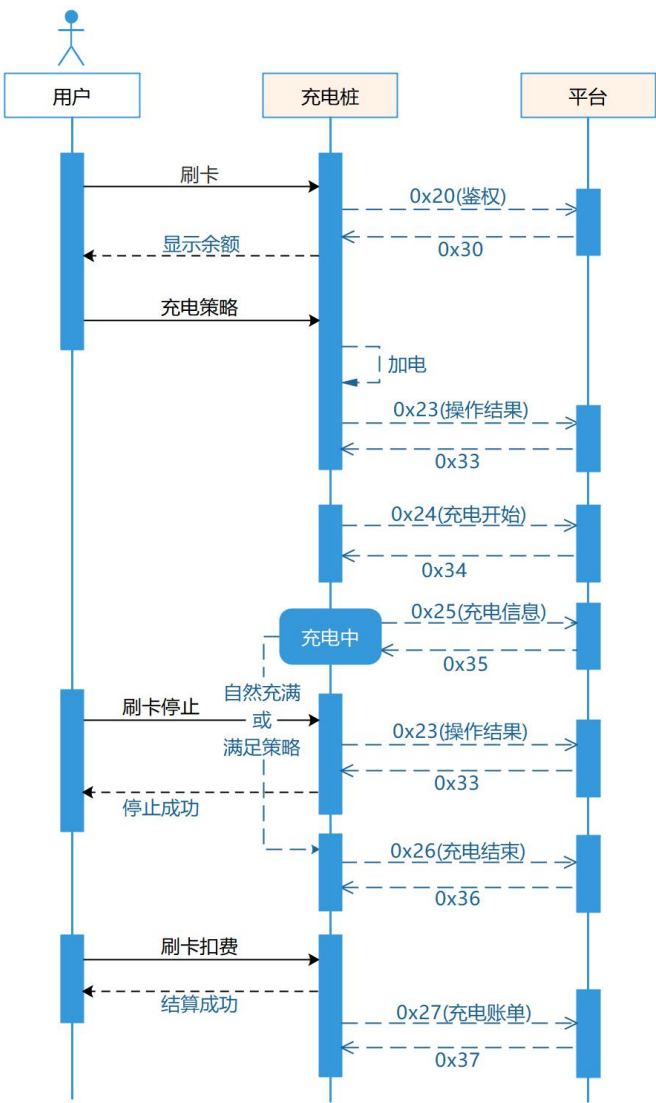 用户
充电桩
平台
刷卡
0x20(鉴权)
显示余额
0x30
充电策略
加电
0x23(操作结果)
0x33
0x24(充电开始)
0x34
0x25(充电信息)
充电中
0x35
自然充满
或
满足策略
刷卡停止
0x23(操作结果)
0x33
停止成功
0x26(充电结束)
0x36
刷卡扣费
结算成功
0x27(充电账单)
0x37